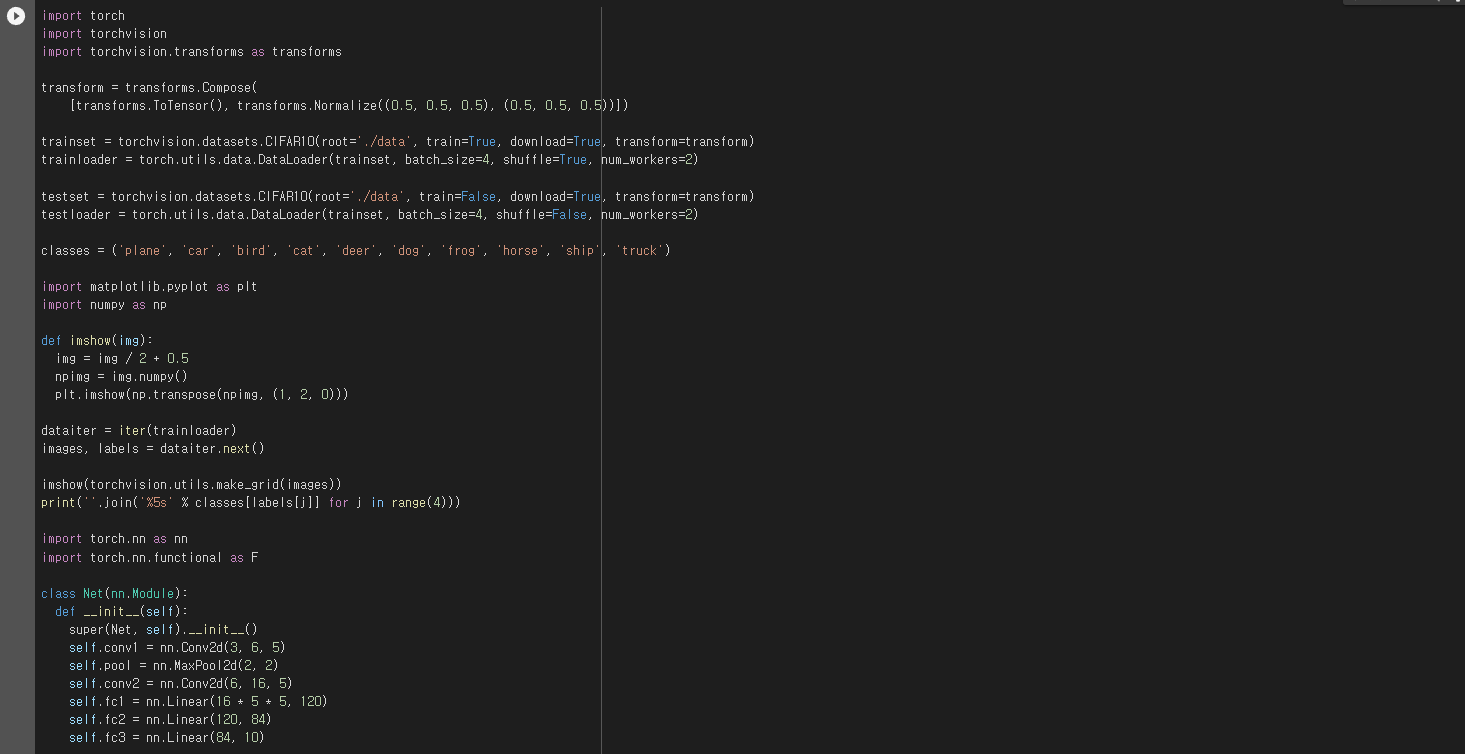 import torch
import torchvision
import torchvision.transforms as transforms

transform = transforms.Compose(
    [transforms.ToTensor(), transforms.Normalize((0.5, 0.5, 0.5), (0.5, 0.5, 0.5))])

trainset = torchvision.datasets.CIFAR10(root='./data', train=True, download=True, transform=transform)
trainloader = torch.utils.data.DataLoader(trainset, batch_size=4, shuffle=True, num_workers=2)

testset = torchvision.datasets.CIFAR10(root='./data', train=False, download=True, transform=transform)
testloader = torch.utils.data.DataLoader(trainset, batch_size=4, shuffle=False, num_workers=2)

classes = ('plane', 'car', 'bird', 'cat', 'deer', 'dog', 'frog', 'horse', 'ship', 'truck')

import matplotlib.pyplot as plt
import numpy as np

def imshow(img):
  img = img / 2 + 0.5
  npimg = img.numpy()
  plt.imshow(np.transpose(npimg, (1, 2, 0)))

dataiter = iter(trainloader)
images, labels = dataiter.next()

imshow(torchvision.utils.make_grid(images))
print(''.join('%5s' % classes[labels[j]] for j in range(4)))

import torch.nn as nn
import torch.nn.functional as F

class Net(nn.Module):
  def __init__(self):
    super(Net, self).__init__()
    self.conv1 = nn.Conv2d(3, 6, 5)
    self.pool = nn.MaxPool2d(2, 2)
    self.conv2 = nn.Conv2d(6, 16, 5)
    self.fc1 = nn.Linear(16 * 5 * 5, 120)
    self.fc2 = nn.Linear(120, 84)
    self.fc3 = nn.Linear(84, 10)